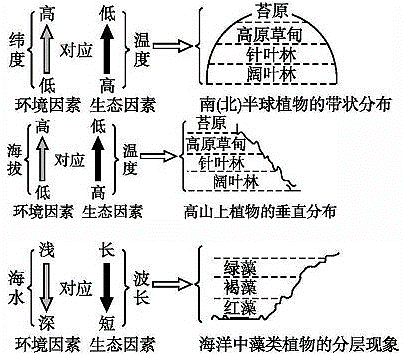 纬度 高 低 对应 低 高 温度 苔原
高原草甸
针叶林
阔叶林
环境因素 生态因素 南(北)半球植物的带状分布
海拔 高 低 对应 低 高 温度 苔原
高原草甸
针叶林
阔叶林
环境因素 生态因素 高山上植物的垂直分布
海水 浅 深 对应 长 短 波长 绿藻
褐藻
红藻
环境因素 生态因素 海洋中藻类植物的分层现象